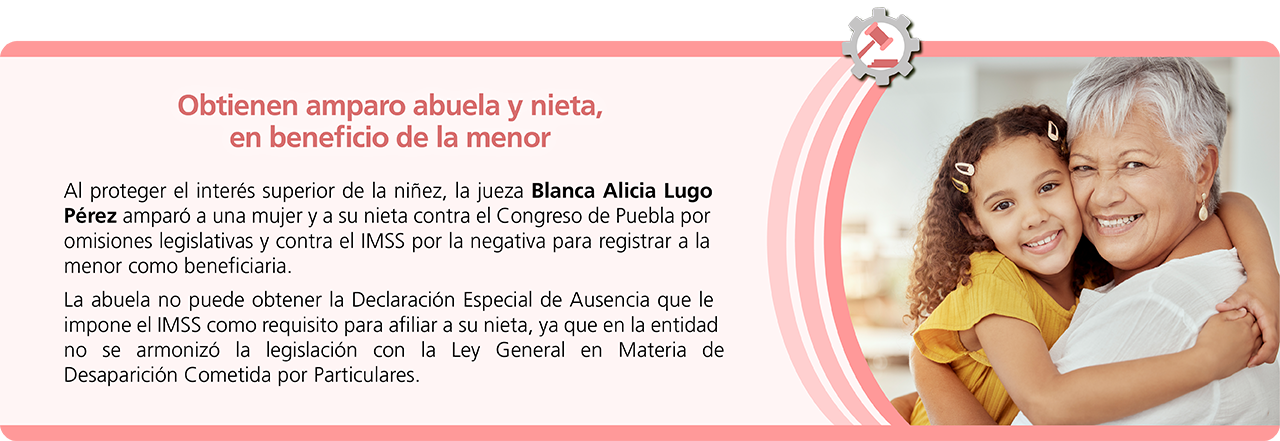 Obtienen amparo abuela y nieta,
en beneficio de la menor
Al proteger el interés superior de la niñez, la jueza Blanca Alicia Lugo
Pérez amparó a una mujer y a su nieta contra el Congreso de Puebla por
omisiones legislativas y contra el IMSS por la negativa para registrar a la
menor como beneficiaria.
La abuela no puede obtener la Declaración Especial de Ausencia que le
impone el IMSS como requisito para afiliar a su nieta, ya que en la entidad
no se armonizó la legislación con la Ley General en Materia de
Desaparición Cometida por Particulares.